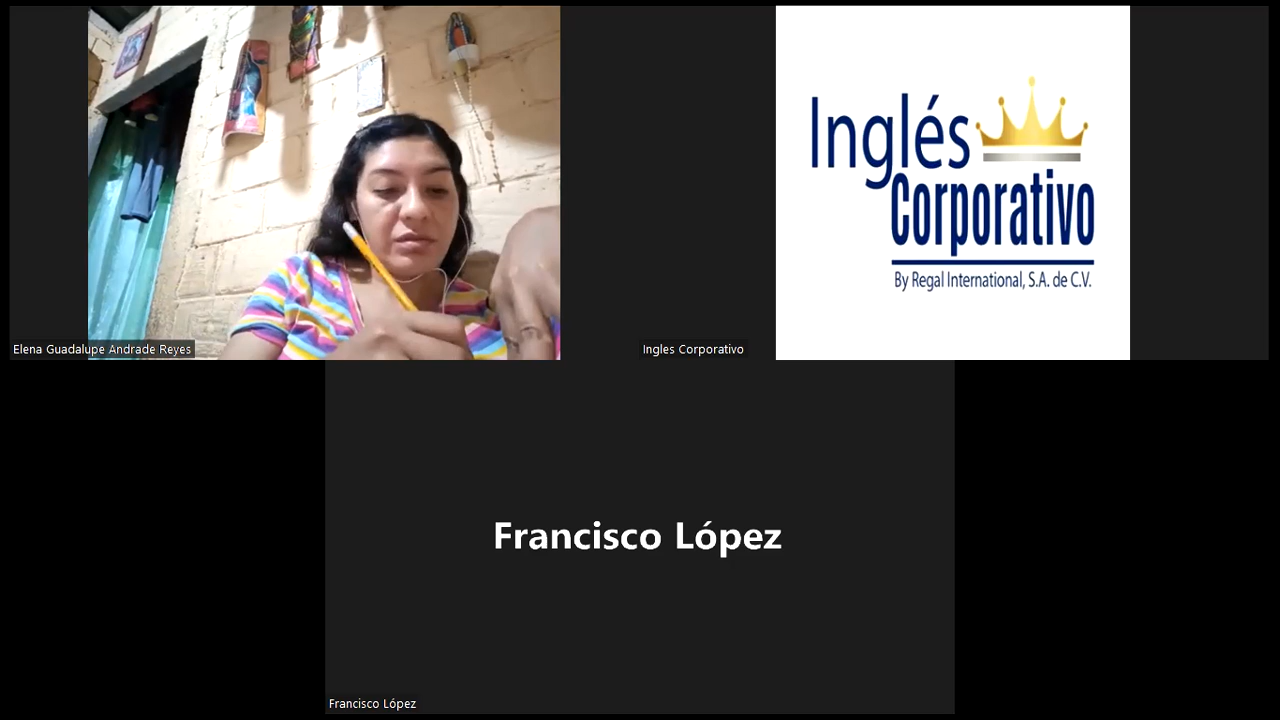 Elena Guadalupe Andrade Reyes
Inglés
Corporativo
By Regal International, S.A. de C.V.
Ingles Corporativo
Francisco López
Francisco López